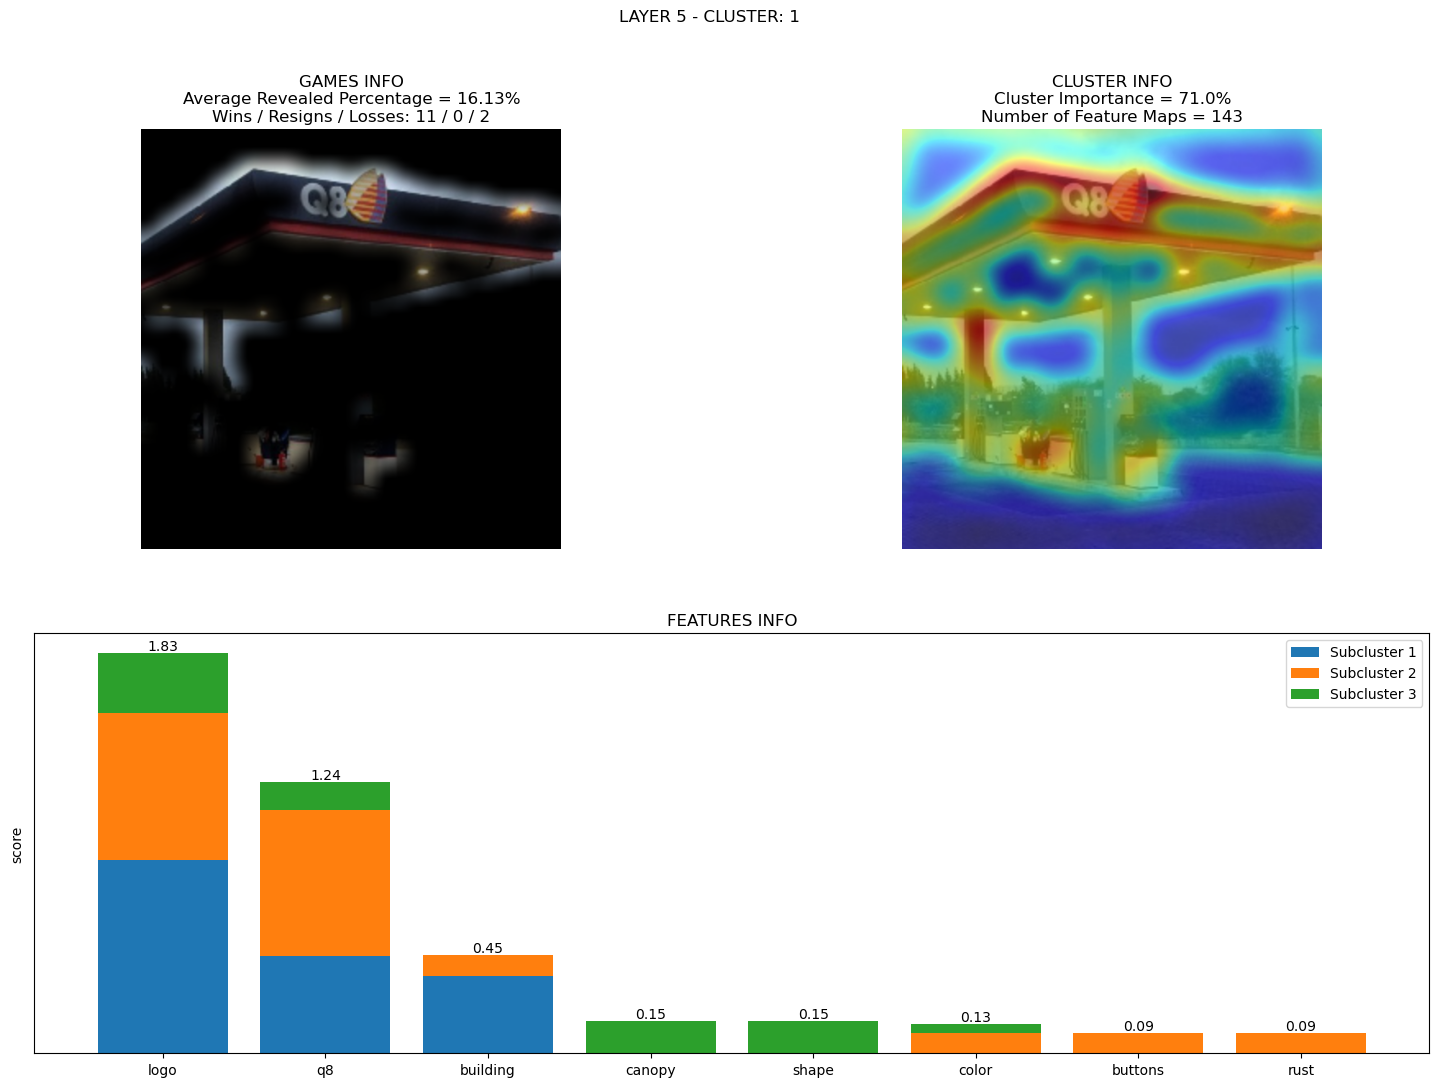 LAYER 5 - CLUSTER: 1
GAMES INFO
Average Revealed Percentage = 16.13%
Wins / Resigns / Losses: 11 / 0 / 2
Q8
CLUSTER INFO
Cluster Importance = 71.0%
Number of Feature Maps = 143
Q8
FEATURES INFO
score
1.83
1.24
0.45
0.15
0.15
0.13
0.09
0.09
Subcluster 1
Subcluster 2
Subcluster 3
logo
q8
building
canopy
shape
color
buttons
rust